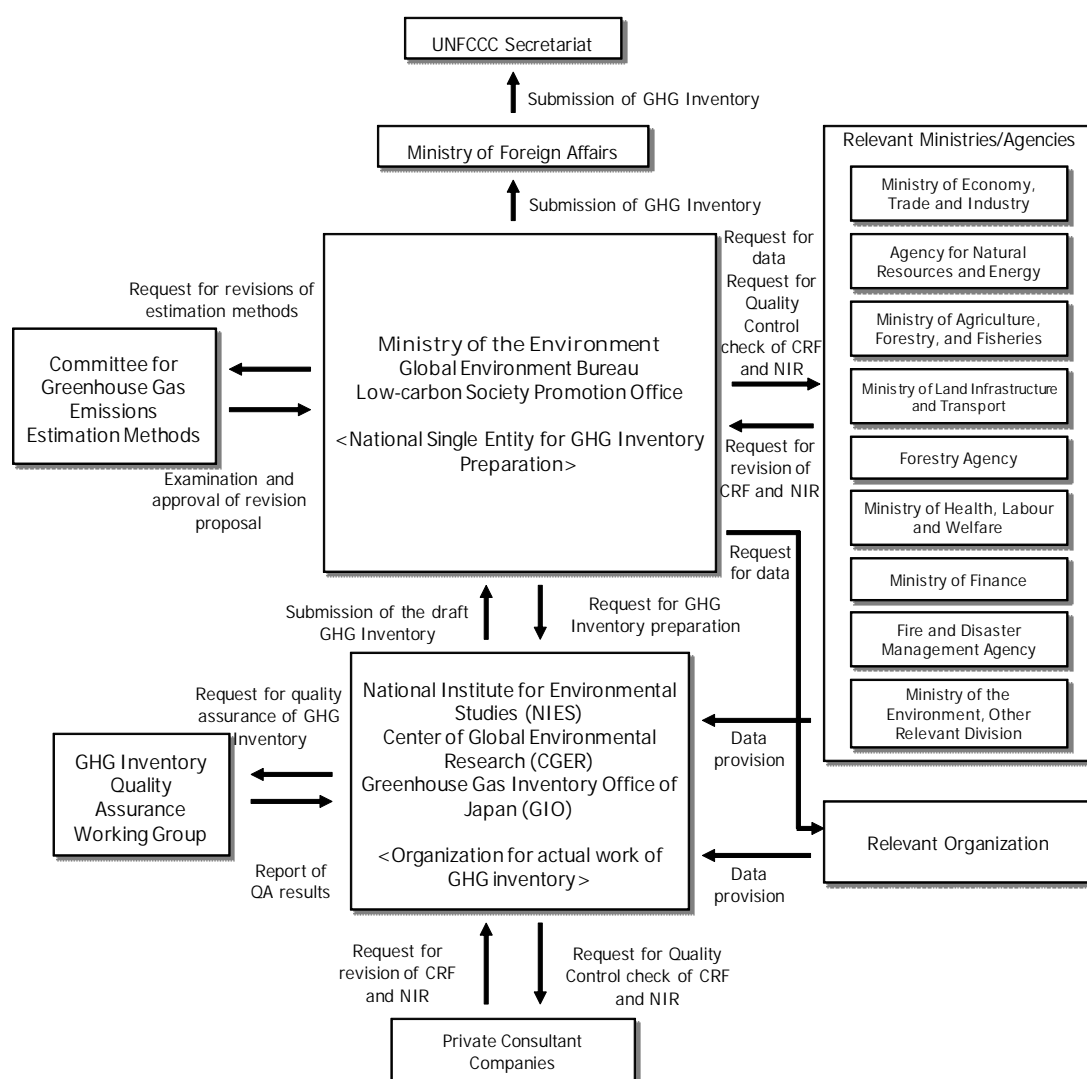 UNFCCC Secretariat
Submission of GHG Inventory
Ministry of Foreign Affairs
Submission of GHG Inventory
Relevant Ministries/Agencies
Ministry of Economy,
Trade and Industry
Agency for Natural
Resources and Energy
Ministry of Agriculture,
Forestry, and Fisheries
Ministry of Land Infrastructure
and Transport
Forestry Agency
Ministry of Health, Labour
and Welfare
Ministry of Finance
Fire and Disaster
Management Agency
Ministry of the
Environment, Other
Relevant Division
Request for
data
Request for
Quality
Control
check of CRF
and NIR
Request for
revision of
CRF and NIR
Request for revisions of
estimation methods
Committee for
Greenhouse Gas
Emissions
Estimation Methods
Examination and
approval of revision
proposal
Ministry of the Environment
Global Environment Bureau
Low-carbon Society Promotion Office
<National Single Entity for GHG Inventory
Preparation>
Request
for data
Submission of the draft
GHG Inventory
Request for GHG
Inventory preparation
Request for quality
assurance of GHG
Inventory
GHG Inventory
Quality
Assurance
Working Group
Report of
QA results
National Institute for Environmental
Studies (NIES)
Center of Global Environmental
Research (CGER)
Greenhouse Gas Inventory Office of
Japan (GIO)
<Organization for actual work of
GHG inventory>
Data
provision
Relevant Organization
Data
provision
Request for
revision of CRF
and NIR
Request for Quality
Control check of CRF
and NIR
Private Consultant
Companies